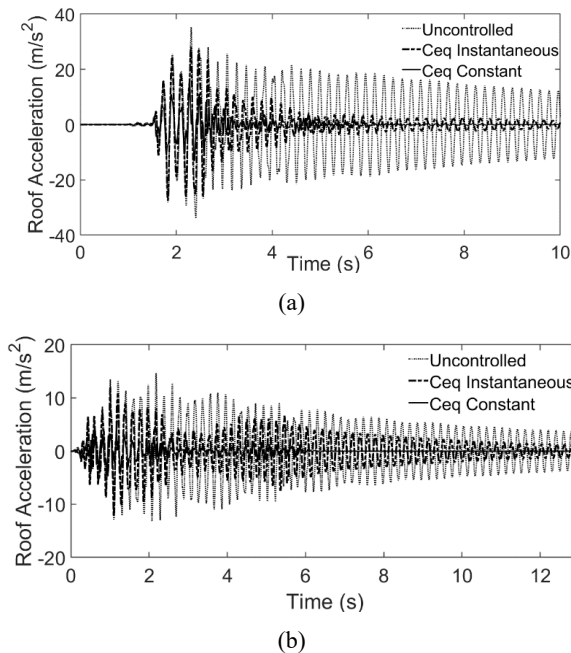 40
20
0
-20
-40
Roof Acceleration (m/s²)
Uncontrolled
Ceq Instantaneous
Ceq Constant
0 2 4 6 8 10
Time (s)
(a)
20
10
0
-10
-20
Roof Acceleration (m/s²)
Uncontrolled
Ceq Instantaneous
Ceq Constant
0 2 4 6 8 10 12
Time (s)
(b)